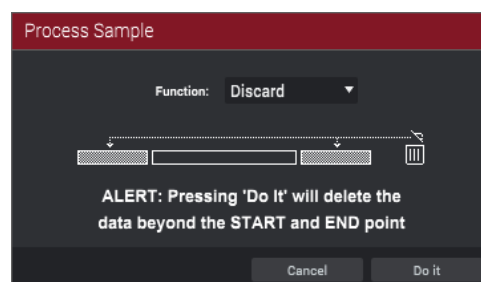 Process Sample
Function: Discard
ALERT: Pressing 'Do It' will delete the
data beyond the START and END point
Cancel Do it